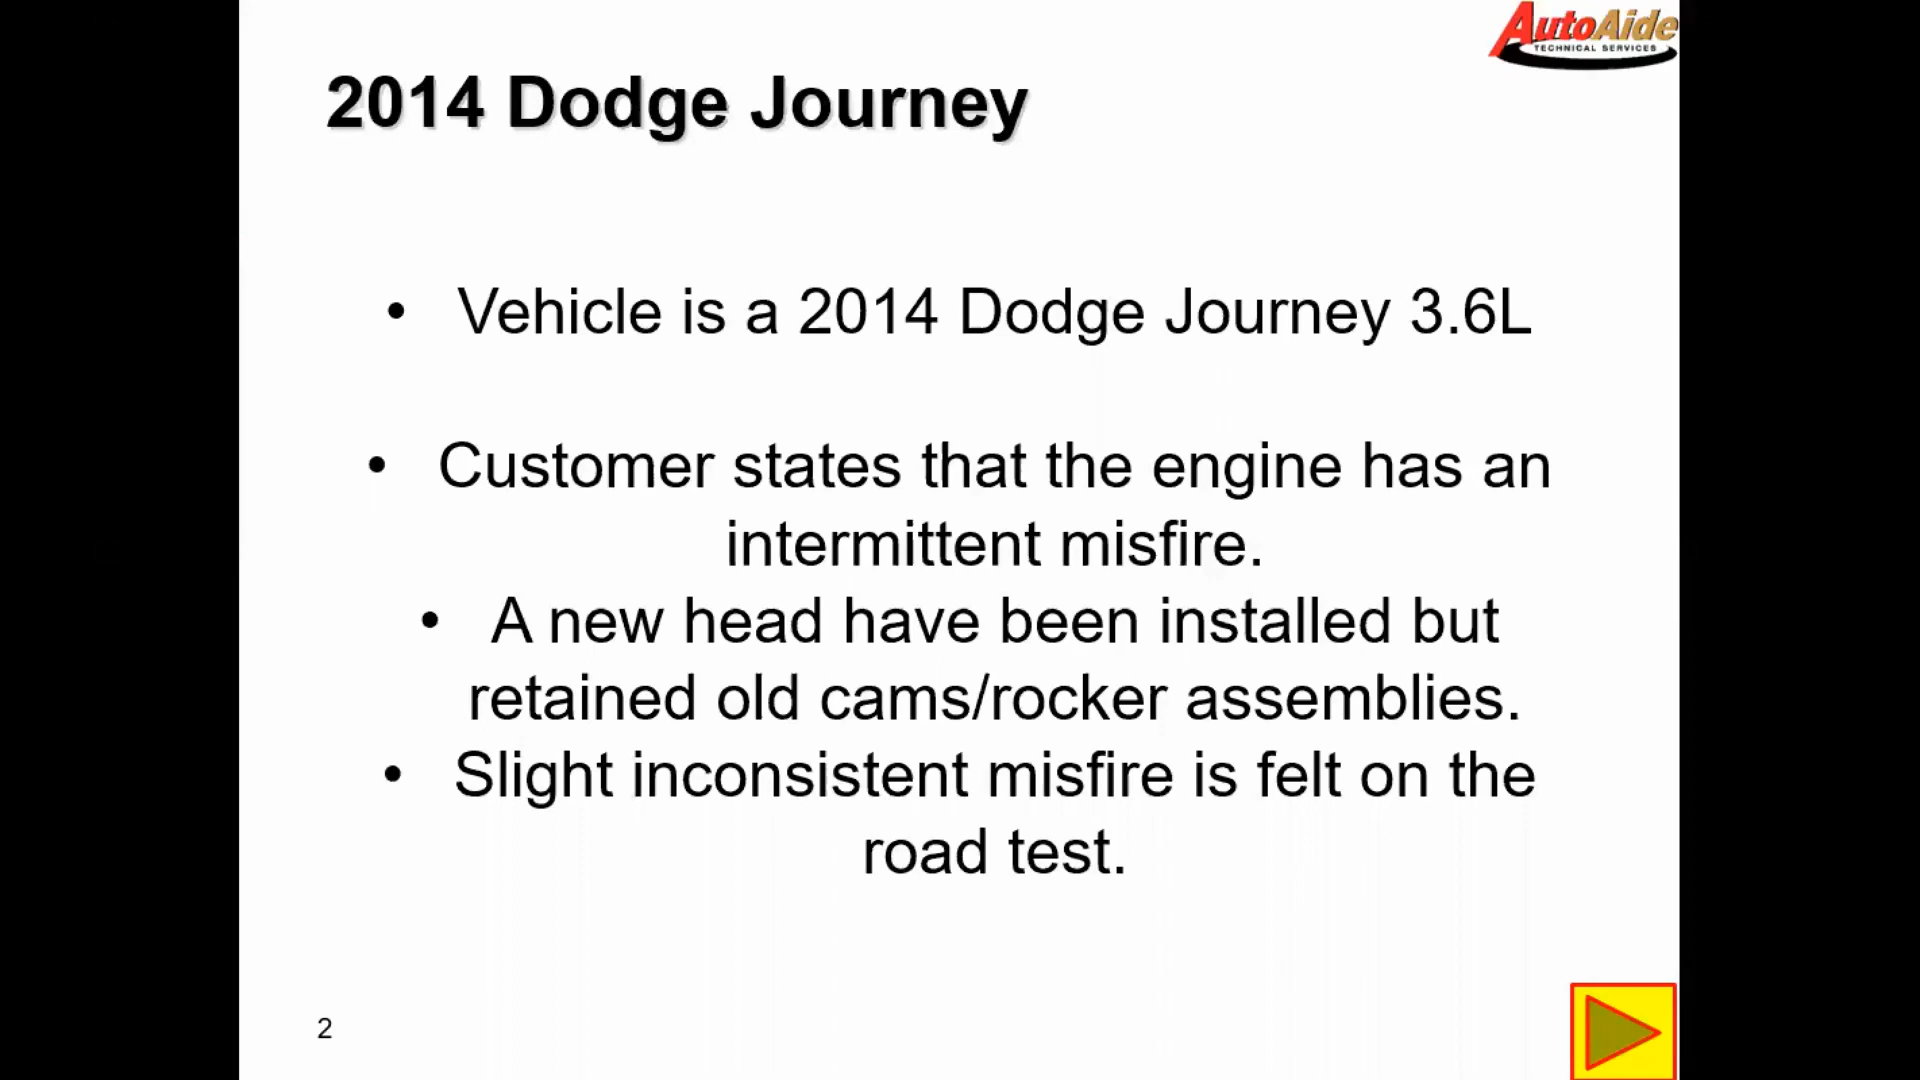 AutoAide
TECHNICAL SERVICES
2014 Dodge Journey
• Vehicle is a 2014 Dodge Journey 3.6L
• Customer states that the engine has an
intermittent misfire.
• A new head have been installed but
retained old cams/rocker assemblies.
• Slight inconsistent misfire is felt on the
road test.
2